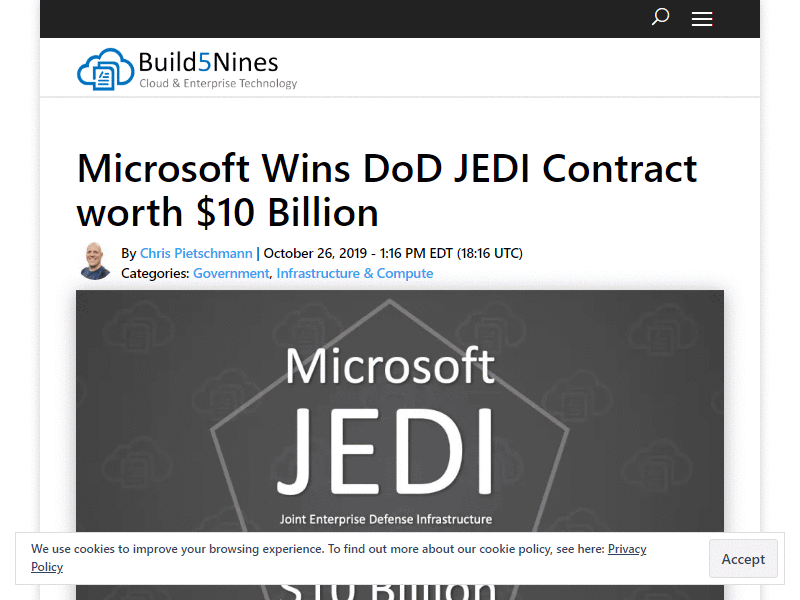 Build5Nines
Cloud & Enterprise Technology
Microsoft Wins DoD JEDI Contract
worth $10 Billion
By Chris Pietschmann | October 26, 2019 - 1:16 PM EDT (18:16 UTC)
Categories: Government, Infrastructure & Compute
Microsoft
JEDI
Joint Enterprise Defense Infrastructure
$10 Billion
We use cookies to improve your browsing experience. To find out more about our cookie policy, see here: Privacy
Policy
Accept